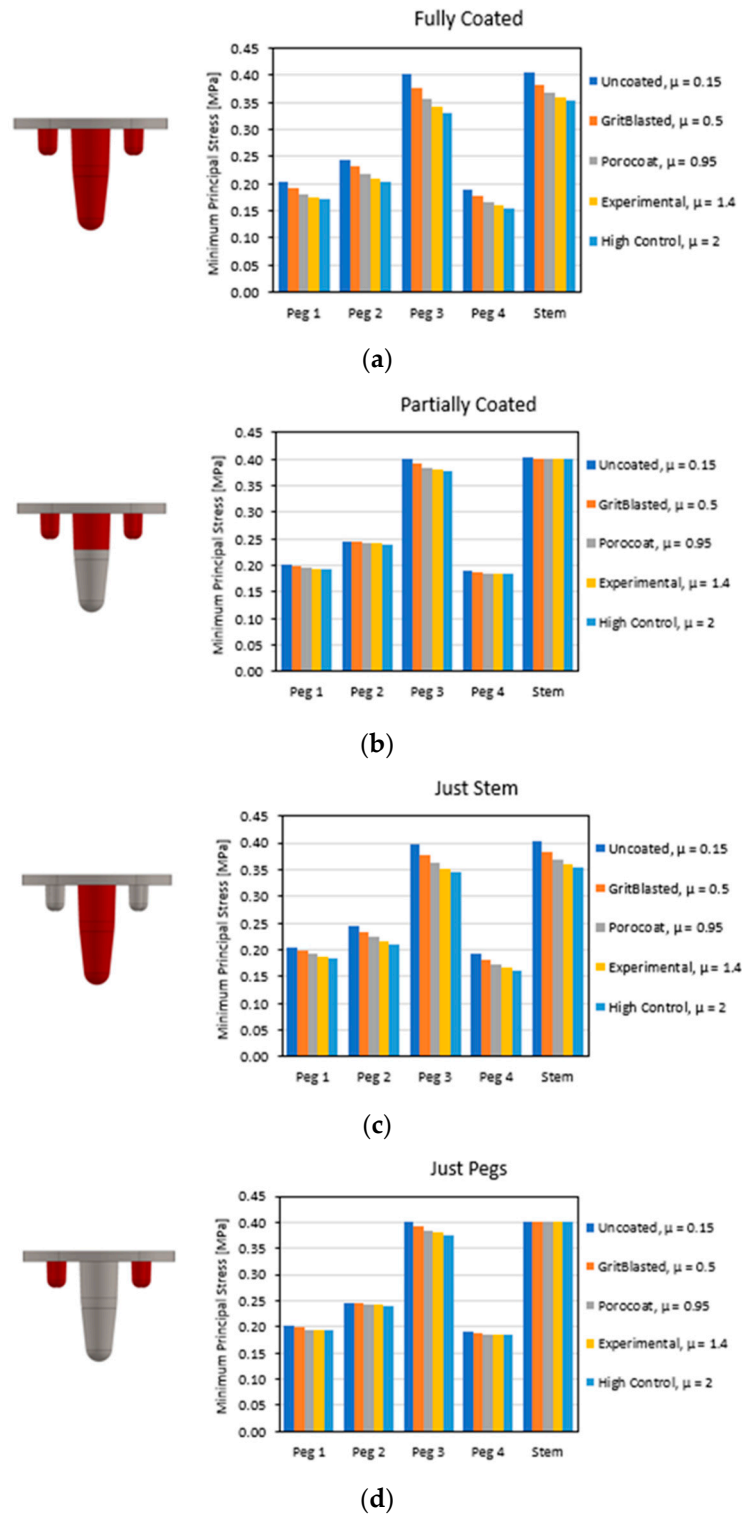 Fully Coated
Minimum Principal Stress [MPa]
0.45
0.40
0.35
0.30
0.25
0.20
0.15
0.10
0.05
0.00
Peg 1 Peg 2 Peg 3 Peg 4 Stem
Uncoated, μ = 0.15
GritBlasted, μ = 0.5
Porocoat, μ = 0.95
Experimental, μ = 1.4
High Control, μ = 2
(a)
Partially Coated
Minimum Principal Stress [MPa]
0.45
0.40
0.35
0.30
0.25
0.20
0.15
0.10
0.05
0.00
Peg 1 Peg 2 Peg 3 Peg 4 Stem
Uncoated, μ = 0.15
GritBlasted, μ = 0.5
Porocoat, μ = 0.95
Experimental, μ = 1.4
High Control, μ = 2
(b)
Just Stem
Minimum Principal Stress [MPa]
0.45
0.40
0.35
0.30
0.25
0.20
0.15
0.10
0.05
0.00
Peg 1 Peg 2 Peg 3 Peg 4 Stem
Uncoated, μ = 0.15
GritBlasted, μ = 0.5
Porocoat, μ = 0.95
Experimental, μ = 1.4
High Control, μ = 2
(c)
Just Pegs
Minimum Principal Stress [MPa]
0.45
0.40
0.35
0.30
0.25
0.20
0.15
0.10
0.05
0.00
Peg 1 Peg 2 Peg 3 Peg 4 Stem
Uncoated, μ = 0.15
GritBlasted, μ = 0.5
Porocoat, μ = 0.95
Experimental, μ = 1.4
High Control, μ = 2
(d)